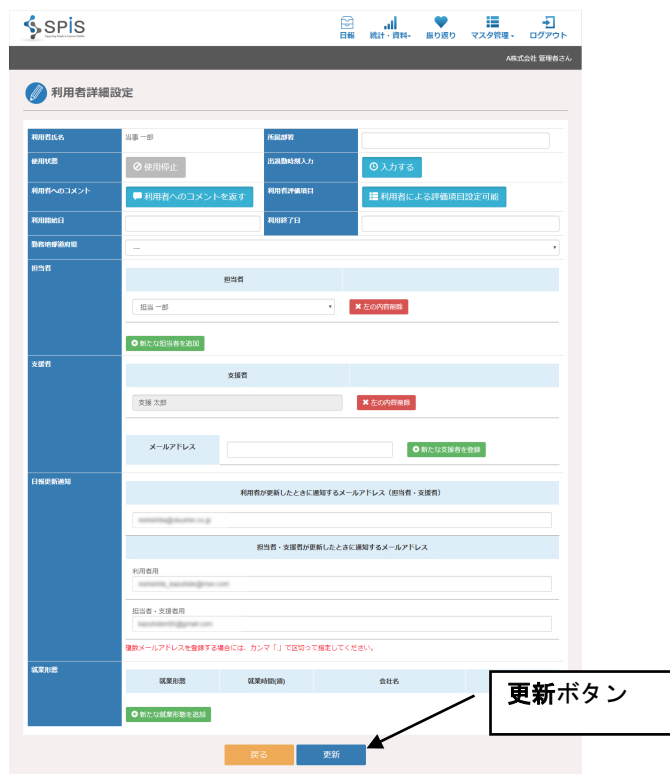 SPiS
日報 統計・資料 振り返り マスタ管理 ログアウト
A株式会社 管理者さん
利用者詳細設定
利用者氏名 当事 一郎 所属部署
使用状態 使用停止 出退勤時刻入力 入力する
利用者へのコメント 利用者へのコメントを返す 利用者評価項目 利用者による評価項目設定可能
利用開始日 利用終了日
勤務地都道府県 ---
担当者
担当者
担当 一郎 左の内容削除
新たな担当者を追加
支援者
支援者
支援 太郎 左の内容削除
メールアドレス 新たな支援者を登録
日報更新通知
利用者が更新したときに通知するメールアドレス（担当者・支援者）
担当者・支援者が更新したときに通知するメールアドレス
利用者用
担当者・支援者用
複数メールアドレスを登録する場合には、カンマ「,」で区切って指定してください。
就業形態
就業形態 就業時間(週) 会社名
新たな就業形態を追加
更新ボタン
戻る 更新